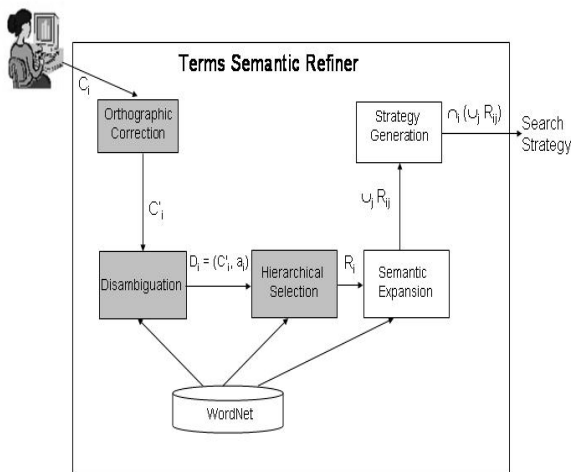 Terms Semantic Refiner
Cᵢ
Orthographic
Correction
C'ᵢ
Disambiguation
Dᵢ = (C'ᵢ, aᵢ)
Hierarchical
Selection
Rᵢ
Semantic
Expansion
∪ⱼ Rᵢⱼ
Strategy
Generation
∩ᵢ (∪ⱼ Rᵢⱼ)
Search
Strategy
WordNet